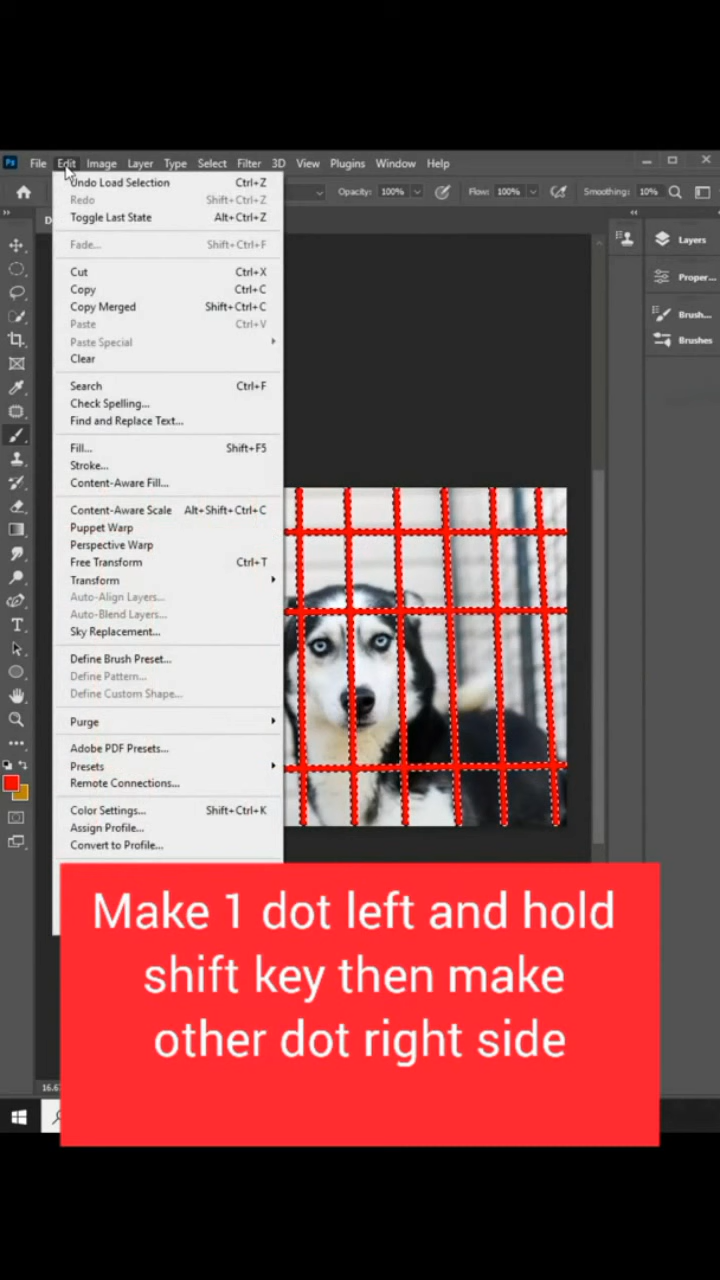 Ps File Edit Image Layer Type Select Filter 3D View Plugins Window Help
Opacity: 100% Flow: 100% Smoothing: 10%
Undo Load Selection Ctrl+Z
Redo Shift+Ctrl+Z
Toggle Last State Alt+Ctrl+Z
Fade... Shift+Ctrl+F
Cut Ctrl+X
Copy Ctrl+C
Copy Merged Shift+Ctrl+C
Paste Ctrl+V
Paste Special
Clear
Search Ctrl+F
Check Spelling...
Find and Replace Text...
Fill... Shift+F5
Stroke...
Content-Aware Fill...
Content-Aware Scale Alt+Shift+Ctrl+C
Puppet Warp
Perspective Warp
Free Transform Ctrl+T
Transform
Auto-Align Layers...
Auto-Blend Layers...
Sky Replacement...
Define Brush Preset...
Define Pattern...
Define Custom Shape...
Purge
Adobe PDF Presets...
Presets
Remote Connections...
Color Settings... Shift+Ctrl+K
Assign Profile...
Convert to Profile...
Layers
Proper...
Brush...
Brushes
Make 1 dot left and hold
shift key then make
other dot right side
16.67